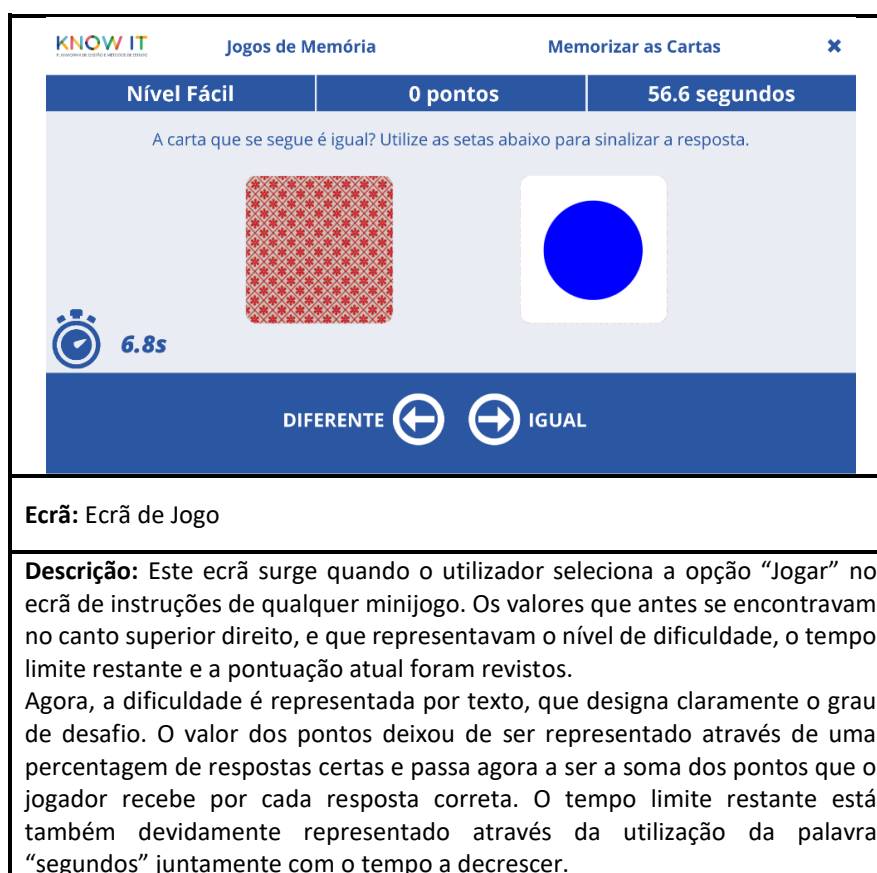 KNOW IT
Jogos de Memória
Memorizar as Cartas
Nível Fácil
0 pontos
56.6 segundos
A carta que se segue é igual? Utilize as setas abaixo para sinalizar a resposta.
6.8s
DIFERENTE
IGUAL
Ecrã: Ecrã de Jogo
Descrição: Este ecrã surge quando o utilizador seleciona a opção “Jogar” no
ecrã de instruções de qualquer minijogo. Os valores que antes se encontravam
no canto superior direito, e que representavam o nível de dificuldade, o tempo
limite restante e a pontuação atual foram revistos.
Agora, a dificuldade é representada por texto, que designa claramente o grau
de desafio. O valor dos pontos deixou de ser representado através de uma
percentagem de respostas certas e passa agora a ser a soma dos pontos que o
jogador recebe por cada resposta correta. O tempo limite restante está
também devidamente representado através da utilização da palavra
“segundos” juntamente com o tempo a decrescer.